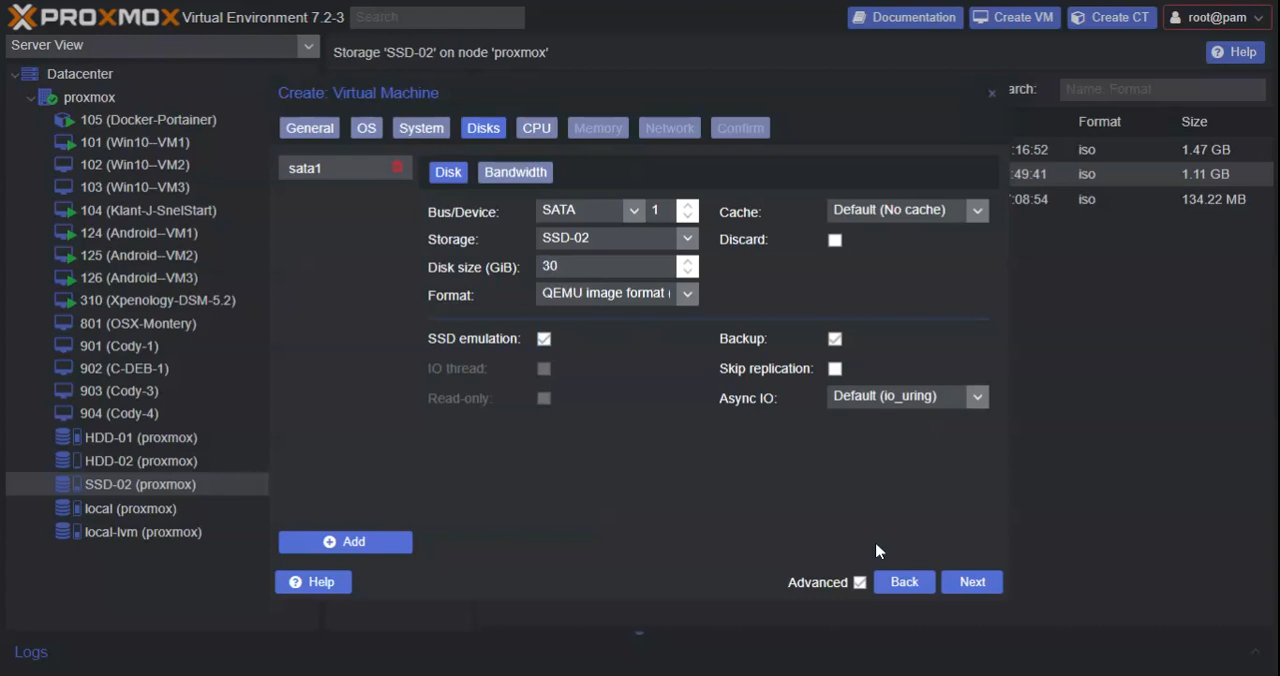 PROXMOX Virtual Environment 7.2-3 Search Documentation Create VM Create CT root@pam
Server View
Storage 'SSD-02' on node 'proxmox' Help
Datacenter
proxmox
105 (Docker-Portainer)
101 (Win10--VM1)
102 (Win10--VM2)
103 (Win10--VM3)
104 (Klant-J-SnelStart)
124 (Android--VM1)
125 (Android--VM2)
126 (Android--VM3)
310 (Xpenology-DSM-5.2)
801 (OSX-Montery)
901 (Cody-1)
902 (C-DEB-1)
903 (Cody-3)
904 (Cody-4)
HDD-01 (proxmox)
HDD-02 (proxmox)
SSD-02 (proxmox)
local (proxmox)
local-lvm (proxmox)
Create: Virtual Machine
General OS System Disks CPU Memory Network Confirm
sata1
Disk Bandwidth
Bus/Device: SATA 1 Cache: Default (No cache)
Storage: SSD-02 Discard:
Disk size (GiB): 30
Format: QEMU image format (
SSD emulation: Backup:
IO thread: Skip replication:
Read-only: Async IO: Default (io_uring)
Add
Help Advanced Back Next
arch: Name, Format
Format Size
:16:52 iso 1.47 GB
:49:41 iso 1.11 GB
:08:54 iso 134.22 MB
Logs